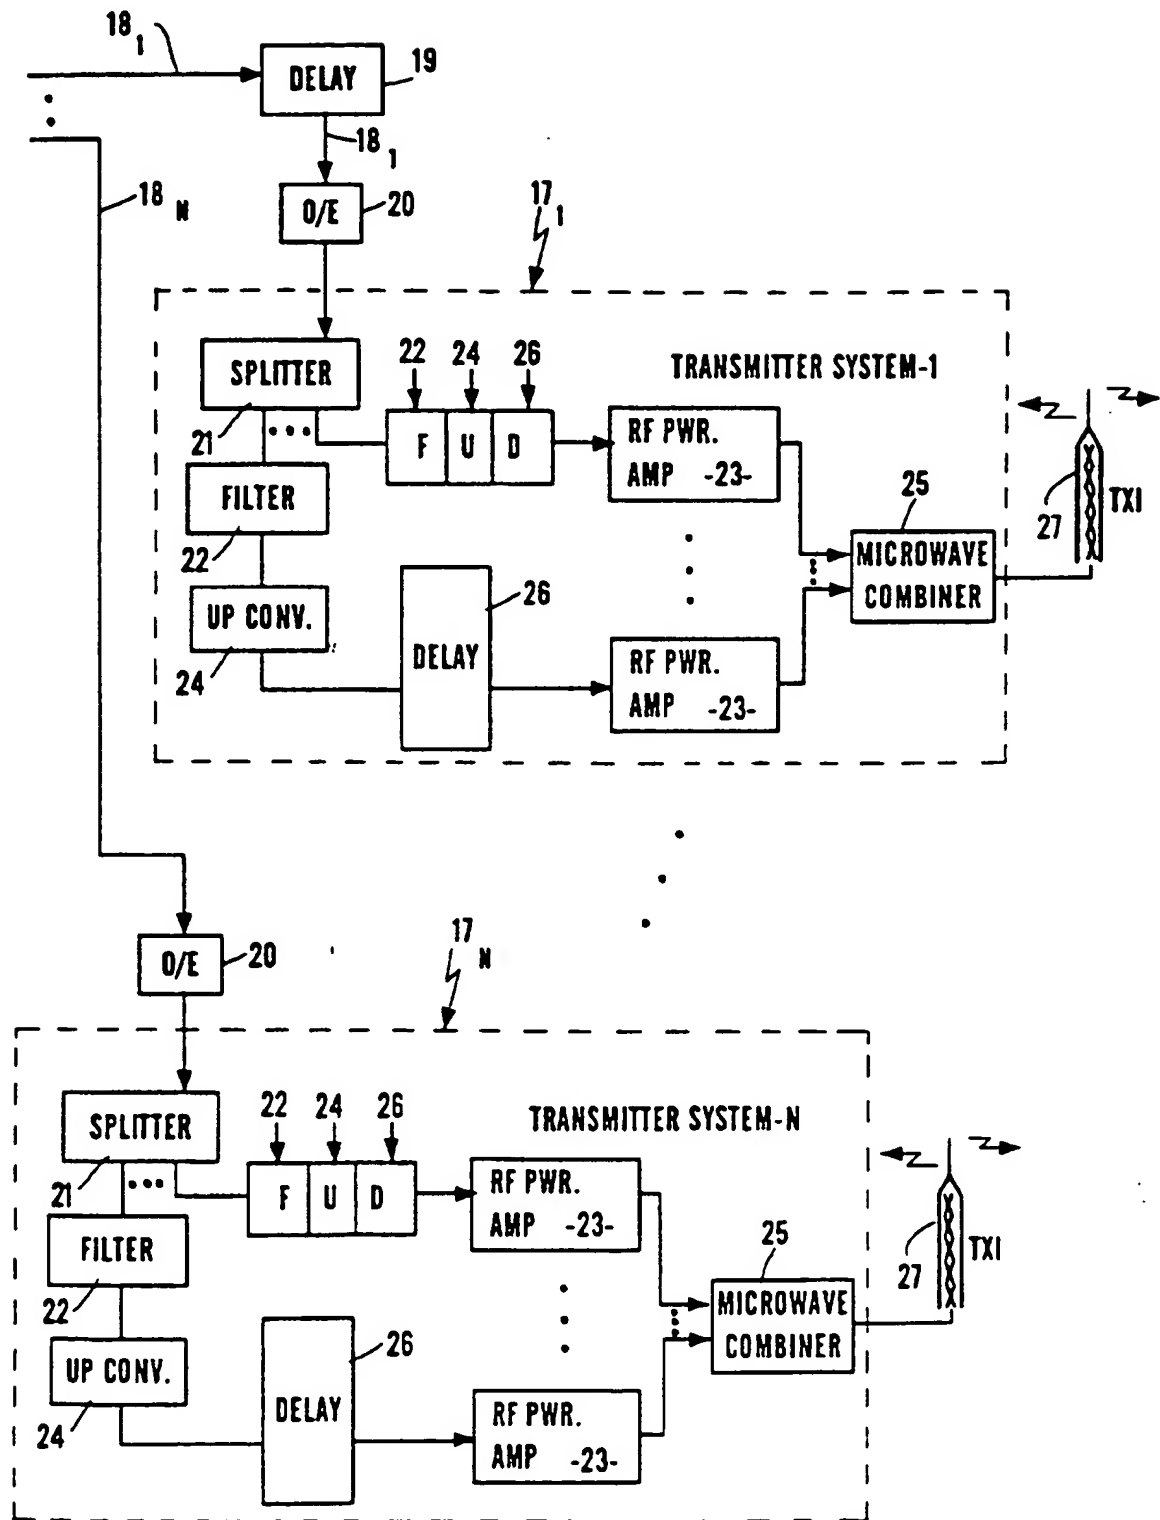 18 1
DELAY
19
18 1
18 N
O/E
20
17 1
SPLITTER
21
22 24 26
F U D
TRANSMITTER SYSTEM-1
RF PWR.
AMP -23-
FILTER
22
25
MICROWAVE
COMBINER
27
TX1
UP CONV.
24
DELAY
26
RF PWR.
AMP -23-
O/E
20
17 N
SPLITTER
21
22 24 26
F U D
TRANSMITTER SYSTEM-N
RF PWR.
AMP -23-
FILTER
22
25
MICROWAVE
COMBINER
27
TX1
UP CONV.
24
DELAY
26
RF PWR.
AMP -23-